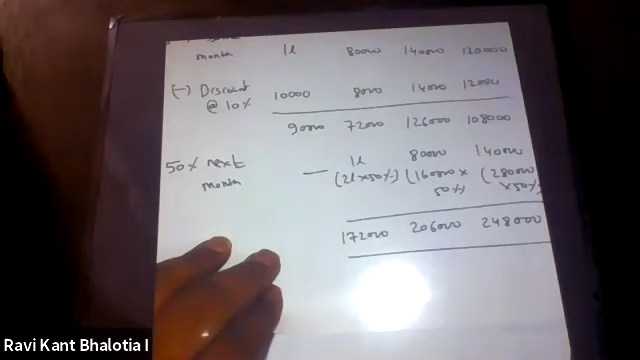 month 1l 80000 140000 120000
(-) Discount
@ 10% 10000 8000 14000 12000
90000 72000 126000 108000
50% next
month — 1l 80000 140000
(2l x 50%) (160000 x 50%) (280000 x 50%)
172000 206000 248000
Ravi Kant Bhalotia I